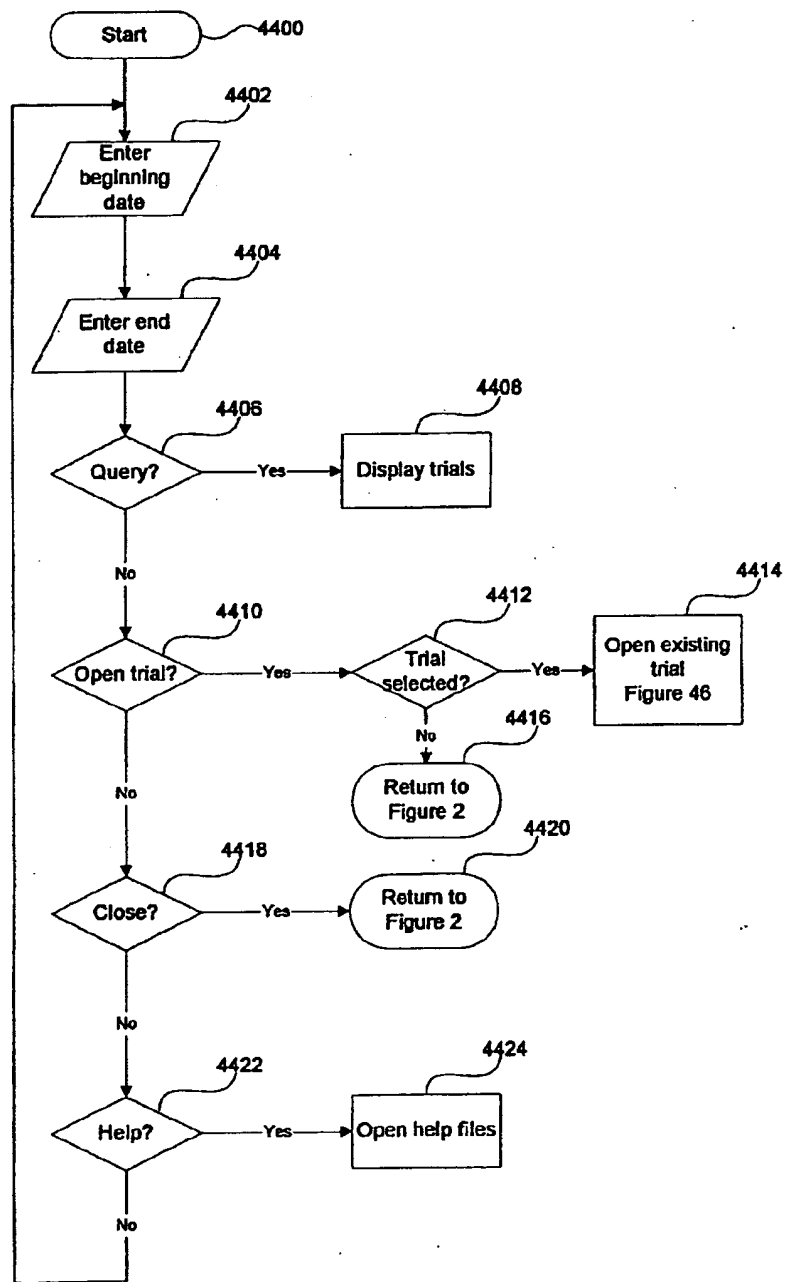 Start
4400
4402
Enter
beginning
date
4404
Enter end
date
4406
4408
Query?
Yes
Display trials
No
4410
4412
4414
Open trial?
Yes
Trial
selected?
Yes
Open existing
trial
Figure 46
No
4416
Return to
Figure 2
No
4418
4420
Close?
Yes
Return to
Figure 2
No
4422
4424
Help?
Yes
Open help files
No